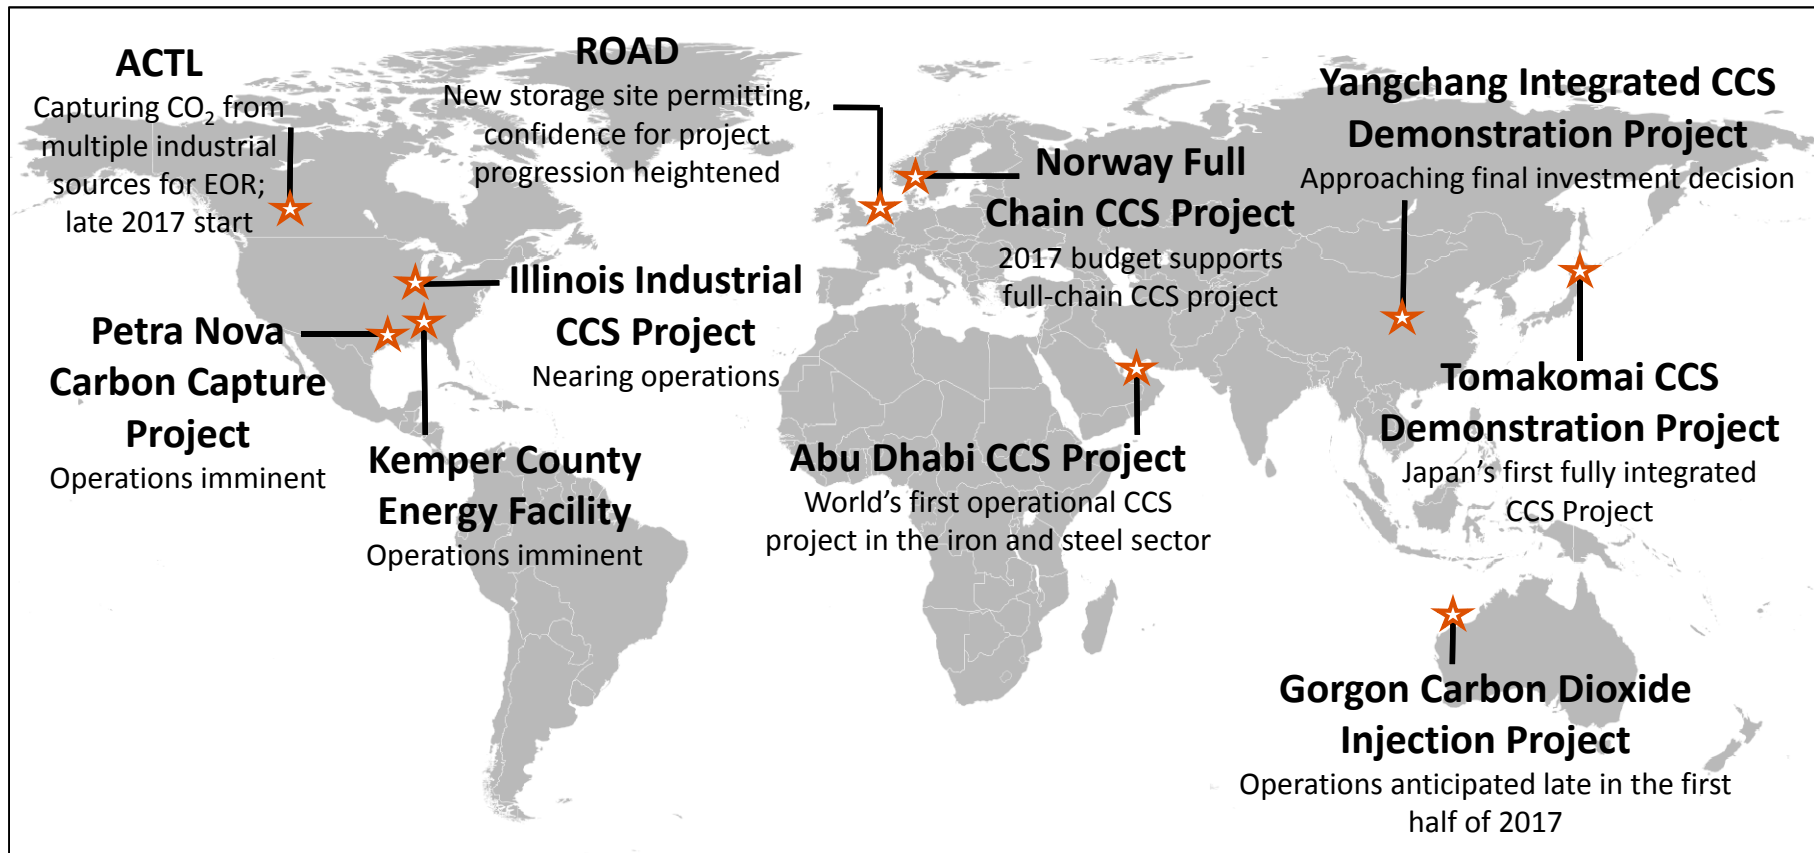 ACTL
Capturing CO₂ from
multiple industrial
sources for EOR;
late 2017 start
ROAD
New storage site permitting,
confidence for project
progression heightened
Norway Full
Chain CCS Project
2017 budget supports
full-chain CCS project
Yangchang Integrated CCS
Demonstration Project
Approaching final investment decision
Illinois Industrial
CCS Project
Nearing operations
Petra Nova
Carbon Capture
Project
Operations imminent
Kemper County
Energy Facility
Operations imminent
Abu Dhabi CCS Project
World’s first operational CCS
project in the iron and steel sector
Tomakomai CCS
Demonstration Project
Japan’s first fully integrated
CCS Project
Gorgon Carbon Dioxide
Injection Project
Operations anticipated late in the first
half of 2017